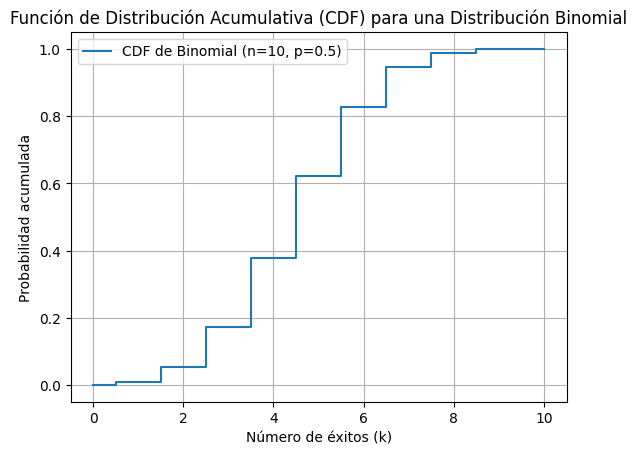 Función de Distribución Acumulativa (CDF) para una Distribución Binomial
CDF de Binomial (n=10, p=0.5)
Probabilidad acumulada
1.0
0.8
0.6
0.4
0.2
0.0
0 2 4 6 8 10
Número de éxitos (k)